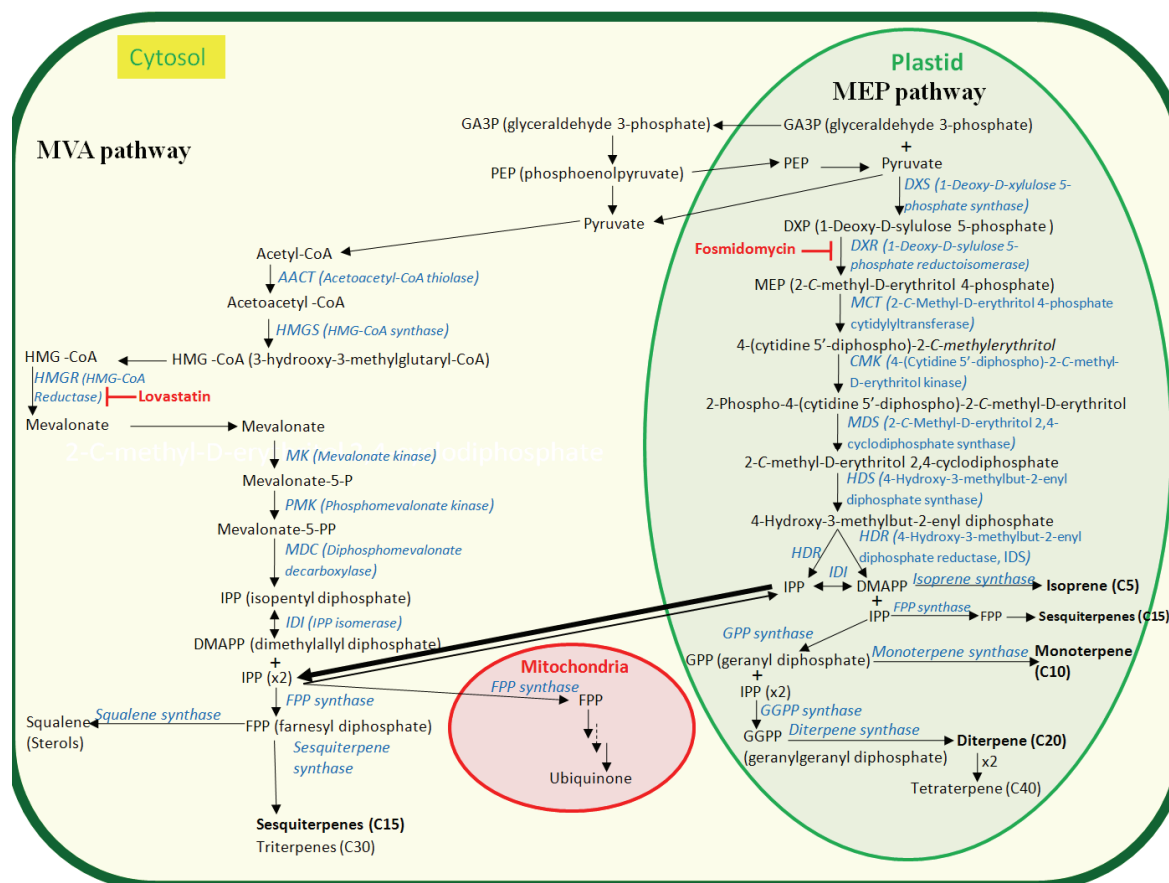 Cytosol
Plastid
MEP pathway
GA3P (glyceraldehyde 3-phosphate)
GA3P (glyceraldehyde 3-phosphate)
+
MVA pathway
PEP (phosphoenolpyruvate)
PEP
Pyruvate
DXS (1-Deoxy-D-xylulose 5-
phosphate synthase)
Pyruvate
DXP (1-Deoxy-D-sylulose 5-phosphate)
Acetyl-CoA
Fosmidomycin
DXR (1-Deoxy-D-sylulose 5-
phosphate reductoisomerase)
AACT (Acetoacetyl-CoA thiolase)
MEP (2-C-methyl-D-erythritol 4-phosphate)
Acetoacetyl -CoA
MCT (2-C-Methyl-D-erythritol 4-phosphate
cytidylyltransferase)
HMGS (HMG-CoA synthase)
4-(cytidine 5’-diphospho)-2-C-methylerythritol
HMG -CoA
HMG -CoA (3-hydrooxy-3-methylglutaryl-CoA)
CMK (4-(Cytidine 5’-diphospho)-2-C-methyl-
D-erythritol kinase)
HMGR (HMG-CoA
Reductase)
Lovastatin
2-Phospho-4-(cytidine 5’-diphospho)-2-C-methyl-D-erythritol
Mevalonate
Mevalonate
MDS (2-C-Methyl-D-erythritol 2,4-
cyclodiphosphate synthase)
MK (Mevalonate kinase)
2-C-methyl-D-erythritol 2,4-cyclodiphosphate
Mevalonate-5-P
HDS (4-Hydroxy-3-methylbut-2-enyl
diphosphate synthase)
PMK (Phosphomevalonate kinase)
4-Hydroxy-3-methylbut-2-enyl diphosphate
Mevalonate-5-PP
HDR
HDR (4-Hydroxy-3-methylbut-2-enyl
diphosphate reductase, IDS)
MDC (Diphosphomevalonate
decarboxylase)
IDI
IPP
DMAPP
Isoprene synthase
Isoprene (C5)
IPP (isopentyl diphosphate)
+
IDI (IPP isomerase)
IPP
FPP synthase
FPP
Sesquiterpenes (C15)
DMAPP (dimethylallyl diphosphate)
GPP synthase
+
GPP (geranyl diphosphate)
Monoterpene synthase
Monoterpene
(C10)
IPP (x2)
Mitochondria
+
FPP synthase
FPP synthase
FPP
IPP (x2)
GGPP synthase
Squalene
(Sterols)
Squalene synthase
FPP (farnesyl diphosphate)
GGPP
(geranylgeranyl diphosphate)
Diterpene synthase
Diterpene (C20)
Sesquiterpene
synthase
x2
Ubiquinone
Tetraterpene (C40)
Sesquiterpenes (C15)
Triterpenes (C30)